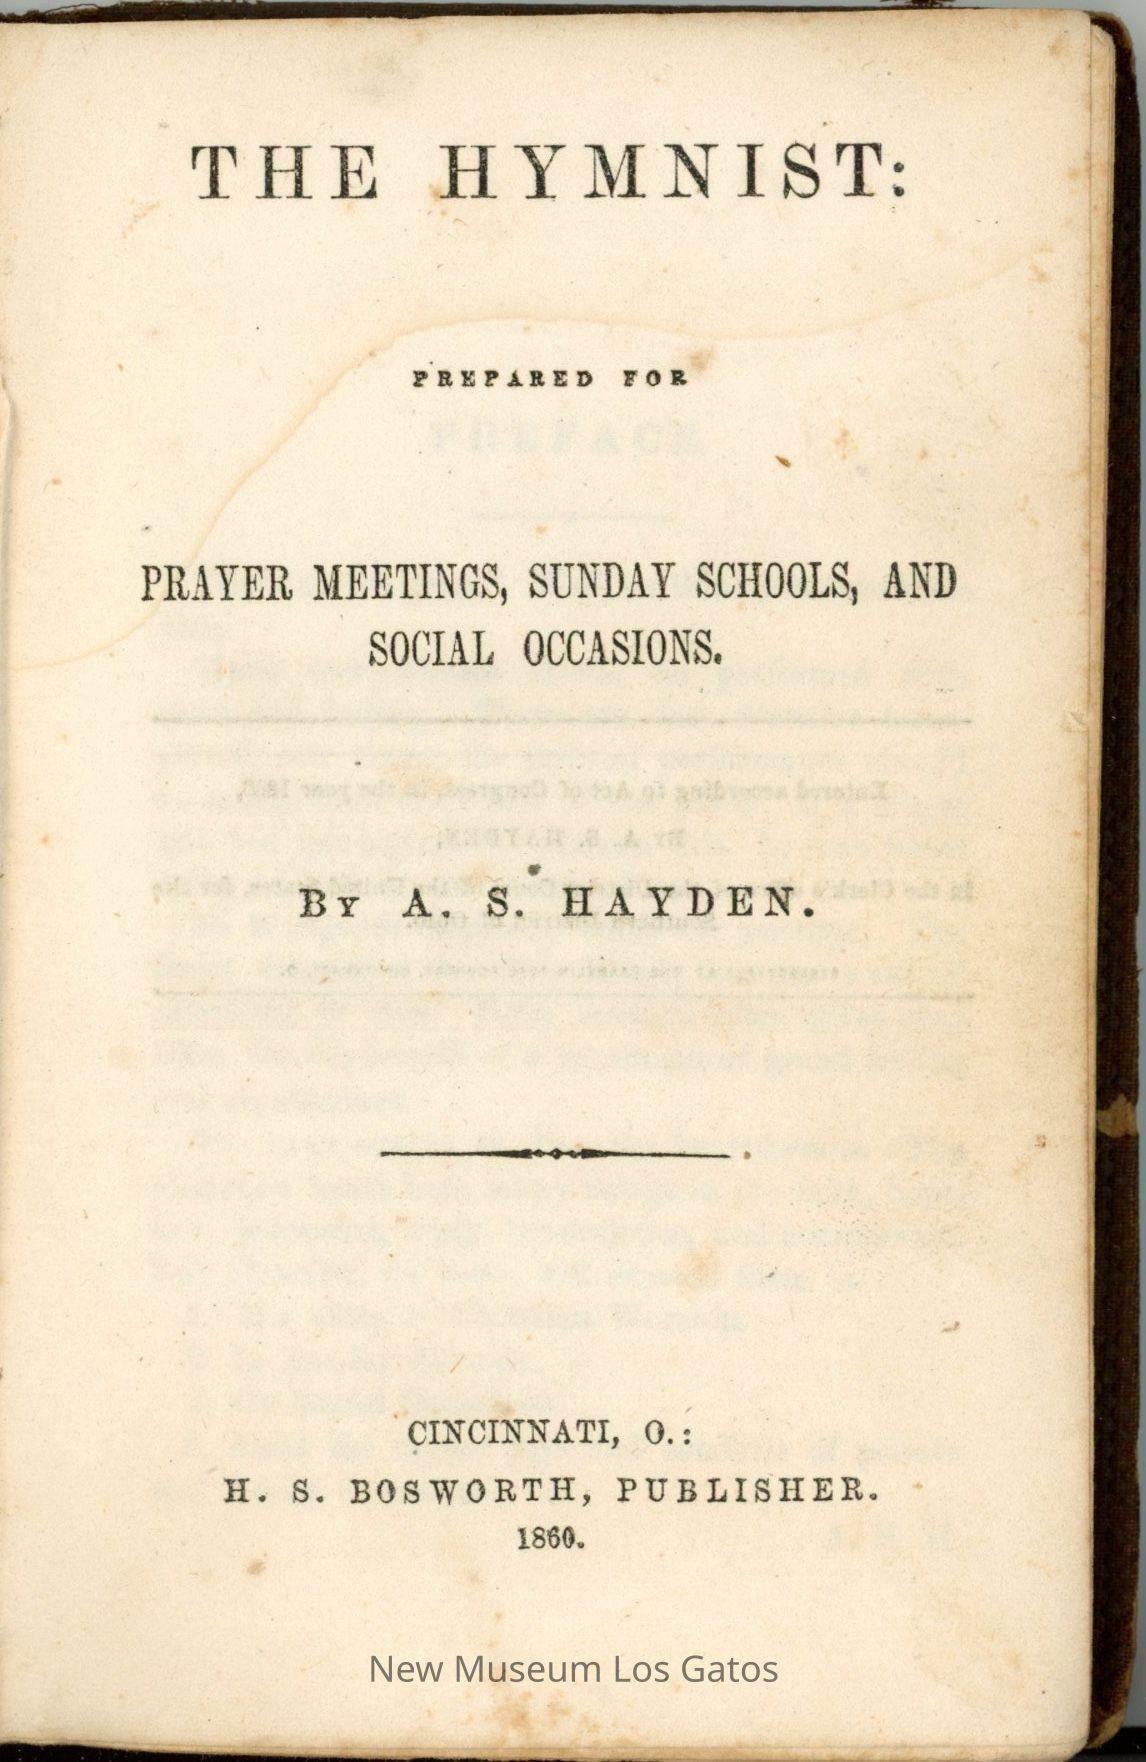 THE HYMNIST:
PREPARED FOR
PRAYER MEETINGS, SUNDAY SCHOOLS, AND
SOCIAL OCCASIONS.
BY A. S. HAYDEN.
CINCINNATI, O.:
H. S. BOSWORTH, PUBLISHER.
1860.
New Museum Los Gatos